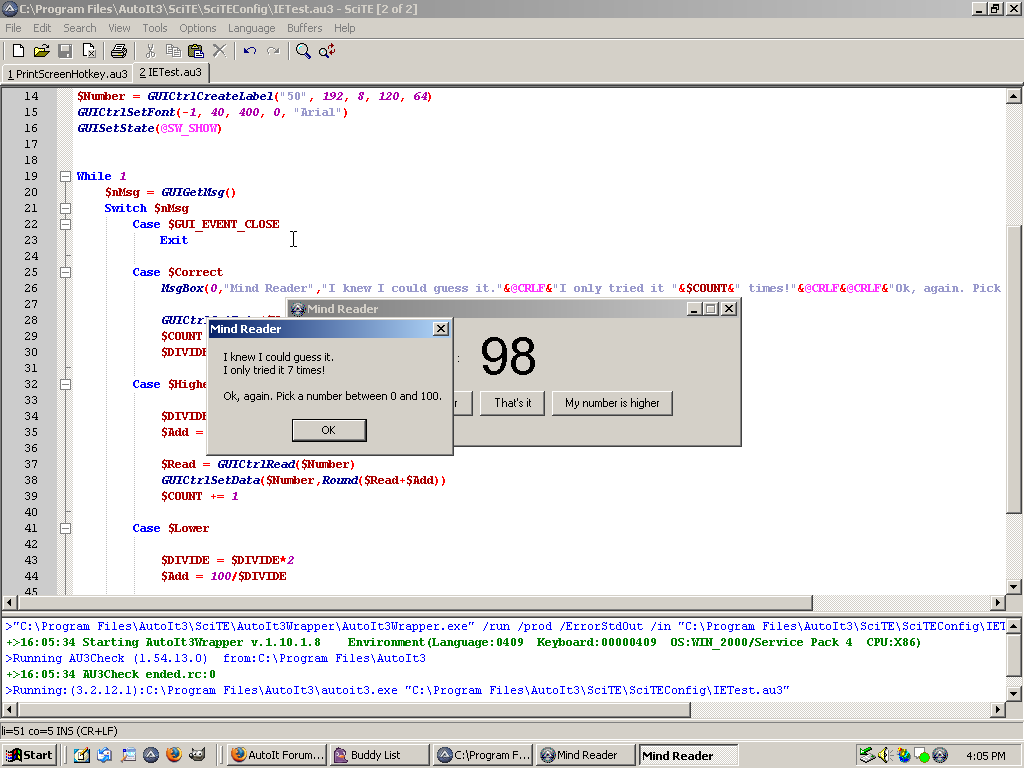 C:\Program Files\AutoIt3\SciTE\SciTEConfig\IETest.au3 - SciTE [2 of 2]
File Edit Search View Tools Options Language Buffers Help
1 PrintScreenHotkey.au3 2 IETest.au3
14 $Number = GUICtrlCreateLabel("50", 192, 8, 120, 64)
15 GUICtrlSetFont(-1, 40, 400, 0, "Arial")
16 GUISetState(@SW_SHOW)
17
18
19 While 1
20 $nMsg = GUIGetMsg()
21 Switch $nMsg
22 Case $GUI_EVENT_CLOSE
23 Exit
24
25 Case $Correct
26 MsgBox(0,"Mind Reader","I knew I could guess it."&@CRLF&"I only tried it "&$COUNT&" times!"&@CRLF&@CRLF&"Ok, again. Pick
27
28
29 $COUNT
30 $DIVIDE
31
32 Case $Highe
33
34 $DIVIDE
35 $Add =
36
37 $Read = GUICtrlRead($Number)
38 GUICtrlSetData($Number,Round($Read+$Add))
39 $COUNT += 1
40
41 Case $Lower
42
43 $DIVIDE = $DIVIDE*2
44 $Add = 100/$DIVIDE
45
Mind Reader
: 98
r That's it My number is higher
Mind Reader
I knew I could guess it.
I only tried it 7 times!
Ok, again. Pick a number between 0 and 100.
OK
>"C:\Program Files\AutoIt3\SciTE\AutoIt3Wrapper\AutoIt3Wrapper.exe" /run /prod /ErrorStdOut /in "C:\Program Files\AutoIt3\SciTE\SciTEConfig\IET
+>16:05:34 Starting AutoIt3Wrapper v.1.10.1.8 Environment(Language:0409 Keyboard:00000409 OS:WIN_2000/Service Pack 4 CPU:X86)
>Running AU3Check (1.54.13.0) from:C:\Program Files\AutoIt3
+>16:05:34 AU3Check ended.rc:0
>Running:(3.2.12.1):C:\Program Files\AutoIt3\autoit3.exe "C:\Program Files\AutoIt3\SciTE\SciTEConfig\IETest.au3"
li=51 co=5 INS (CR+LF)
Start AutoIt Forum... Buddy List C:\Program F... Mind Reader Mind Reader 4:05 PM